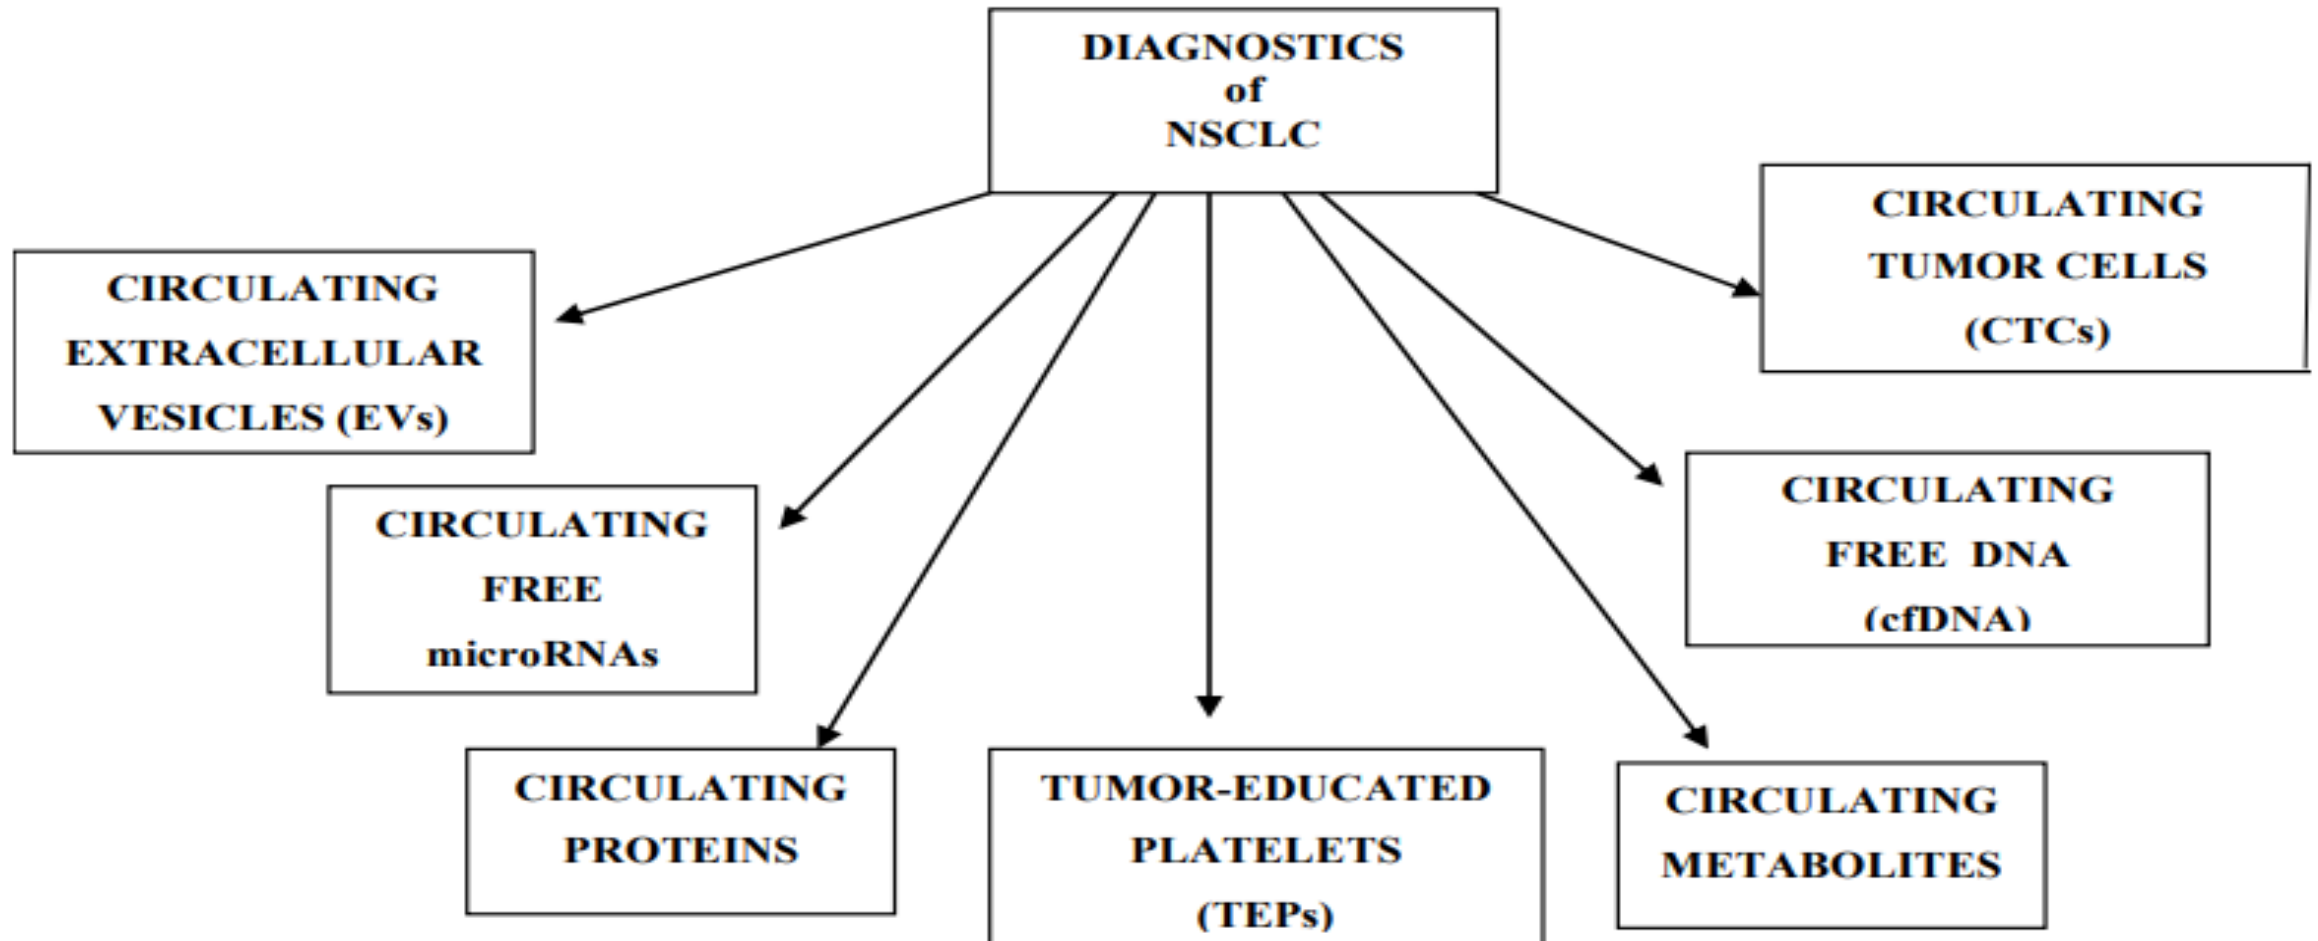 DIAGNOSTICS
of
NSCLC
CIRCULATING
TUMOR CELLS
(CTCs)
CIRCULATING
EXTRACELLULAR
VESICLES (EVs)
CIRCULATING
FREE DNA
(cfDNA)
CIRCULATING
FREE
microRNAs
CIRCULATING
PROTEINS
TUMOR-EDUCATED
PLATELETS
(TEPs)
CIRCULATING
METABOLITES